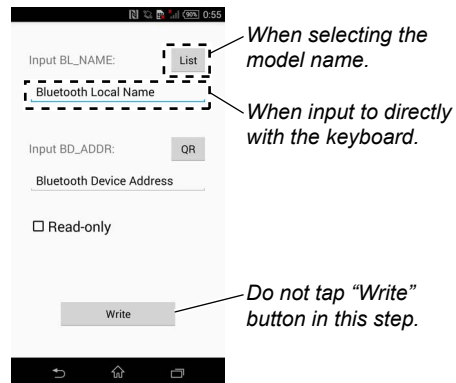 90% 0:55
When selecting the
model name.
Input BL_NAME:
List
Bluetooth Local Name
When input to directly
with the keyboard.
Input BD_ADDR:
QR
Bluetooth Device Address
Read-only
Do not tap “Write”
button in this step.
Write